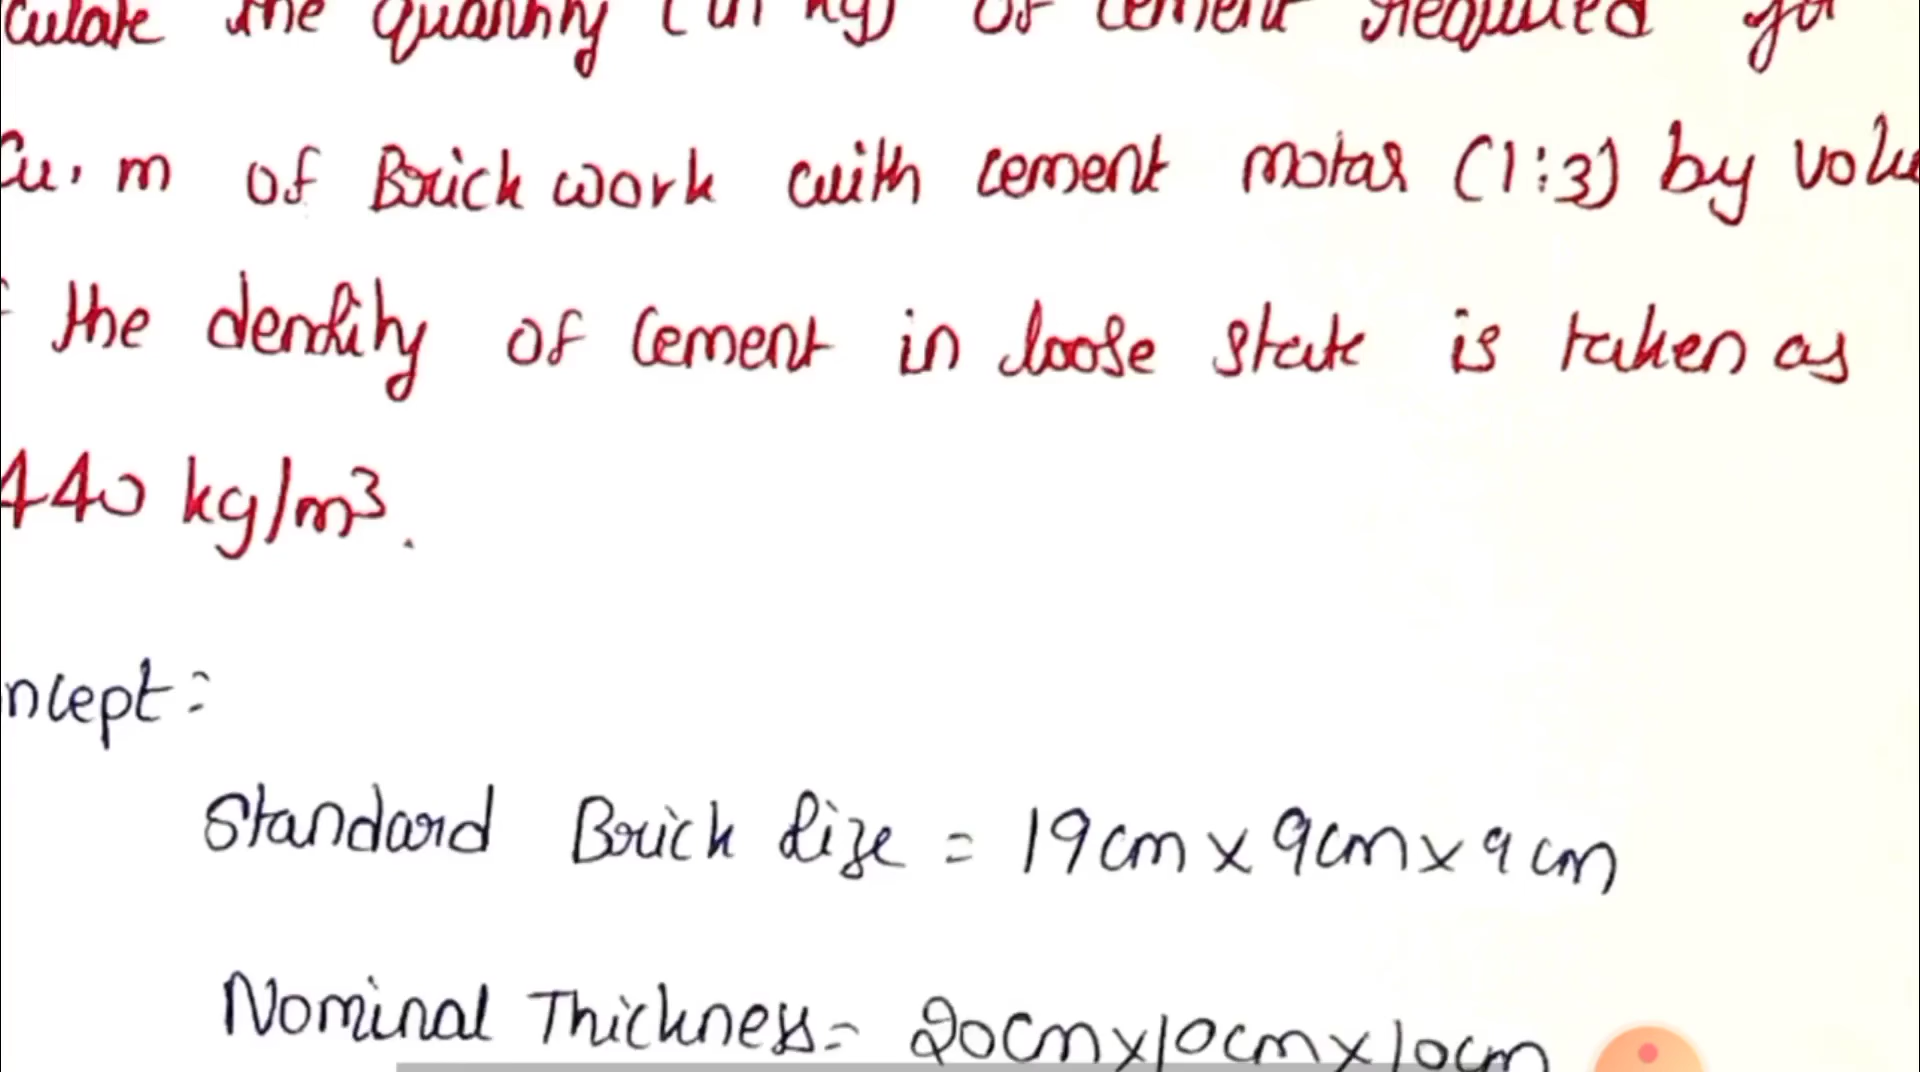 culate the quantity (in kg) of cement required for
Cu. m of Brick work with cement motar (1:3) by volu
the density of cement in loose state is taken as
440 kg/m³.
ncept:
Standard Brick Size = 19cm x 9cm x 9cm
Nominal Thickness = 20cm x 10cm x 10cm